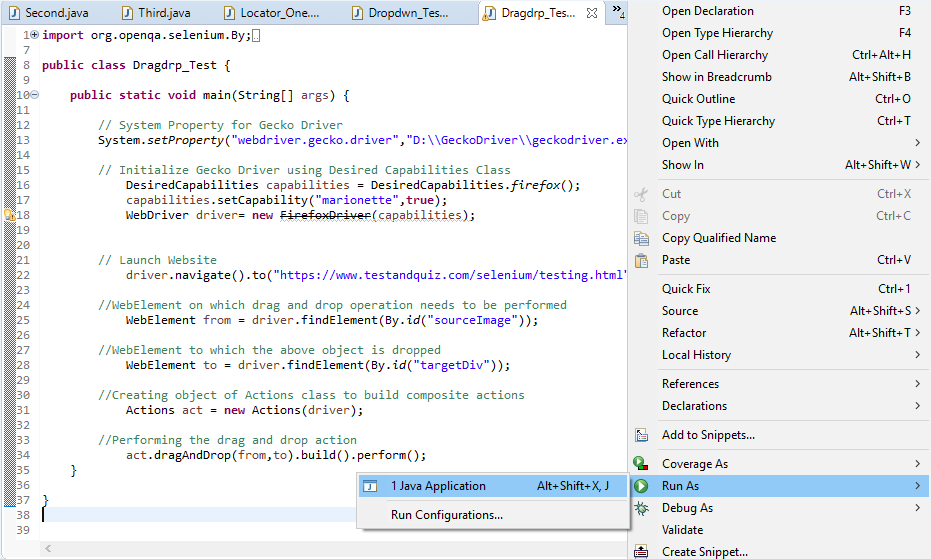 Second.java Third.java Locator_One.... Dropdwn_Tes... Dragdrp_Tes... »4
1 import org.openqa.selenium.By;
7
8 public class Dragdrp_Test {
9
10 public static void main(String[] args) {
11
12 // System Property for Gecko Driver
13 System.setProperty("webdriver.gecko.driver","D:\\GeckoDriver\\geckodriver.ex
14
15 // Initialize Gecko Driver using Desired Capabilities Class
16 DesiredCapabilities capabilities = DesiredCapabilities.firefox();
17 capabilities.setCapability("marionette",true);
18 WebDriver driver= new FirefoxDriver(capabilities);
19
20
21 // Launch Website
22 driver.navigate().to("https://www.testandquiz.com/selenium/testing.html"
23
24 //WebElement on which drag and drop operation needs to be performed
25 WebElement from = driver.findElement(By.id("sourceImage"));
26
27 //WebElement to which the above object is dropped
28 WebElement to = driver.findElement(By.id("targetDiv"));
29
30 //Creating object of Actions class to build composite actions
31 Actions act = new Actions(driver);
32
33 //Performing the drag and drop action
34 act.dragAndDrop(from,to).build().perform();
35 }
36
37 }
38
39
1 Java Application Alt+Shift+X, J
Run Configurations...
Open Declaration F3
Open Type Hierarchy F4
Open Call Hierarchy Ctrl+Alt+H
Show in Breadcrumb Alt+Shift+B
Quick Outline Ctrl+O
Quick Type Hierarchy Ctrl+T
Open With
Show In Alt+Shift+W
Cut Ctrl+X
Copy Ctrl+C
Copy Qualified Name
Paste Ctrl+V
Quick Fix Ctrl+1
Source Alt+Shift+S
Refactor Alt+Shift+T
Local History
References
Declarations
Add to Snippets...
Coverage As
Run As
Debug As
Validate
Create Snippet...